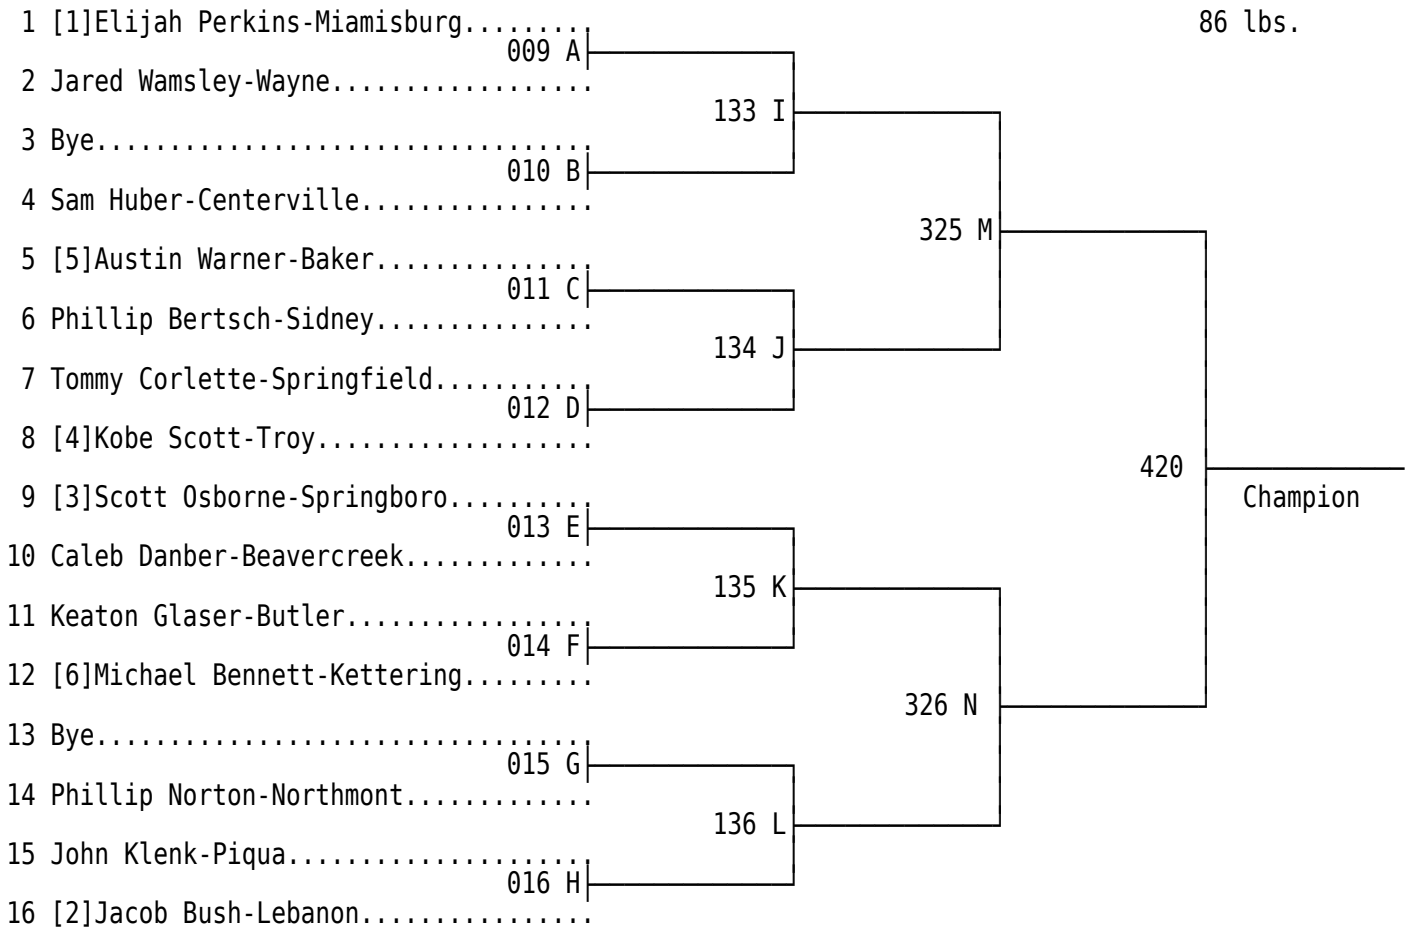 1 [1]Elijah Perkins-Miamisburg......... 86 lbs.
009 A
2 Jared Wamsley-Wayne..................
133 I
3 Bye..................................
010 B
4 Sam Huber-Centerville................
325 M
5 [5]Austin Warner-Baker...............
011 C
6 Phillip Bertsch-Sidney...............
134 J
7 Tommy Corlette-Springfield...........
012 D
8 [4]Kobe Scott-Troy...................
420
9 [3]Scott Osborne-Springboro..........
Champion
013 E
10 Caleb Danber-Beavercreek.............
135 K
11 Keaton Glaser-Butler.................
014 F
12 [6]Michael Bennett-Kettering.........
326 N
13 Bye..................................
015 G
14 Phillip Norton-Northmont.............
136 L
15 John Klenk-Piqua.....................
016 H
16 [2]Jacob Bush-Lebanon................